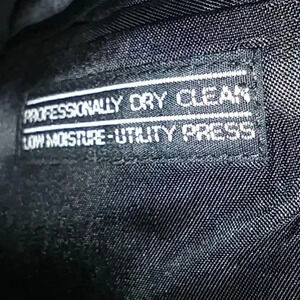 PROFESSIONALLY DRY CLEAN
LOW MOISTURE-UTILITY PRESS